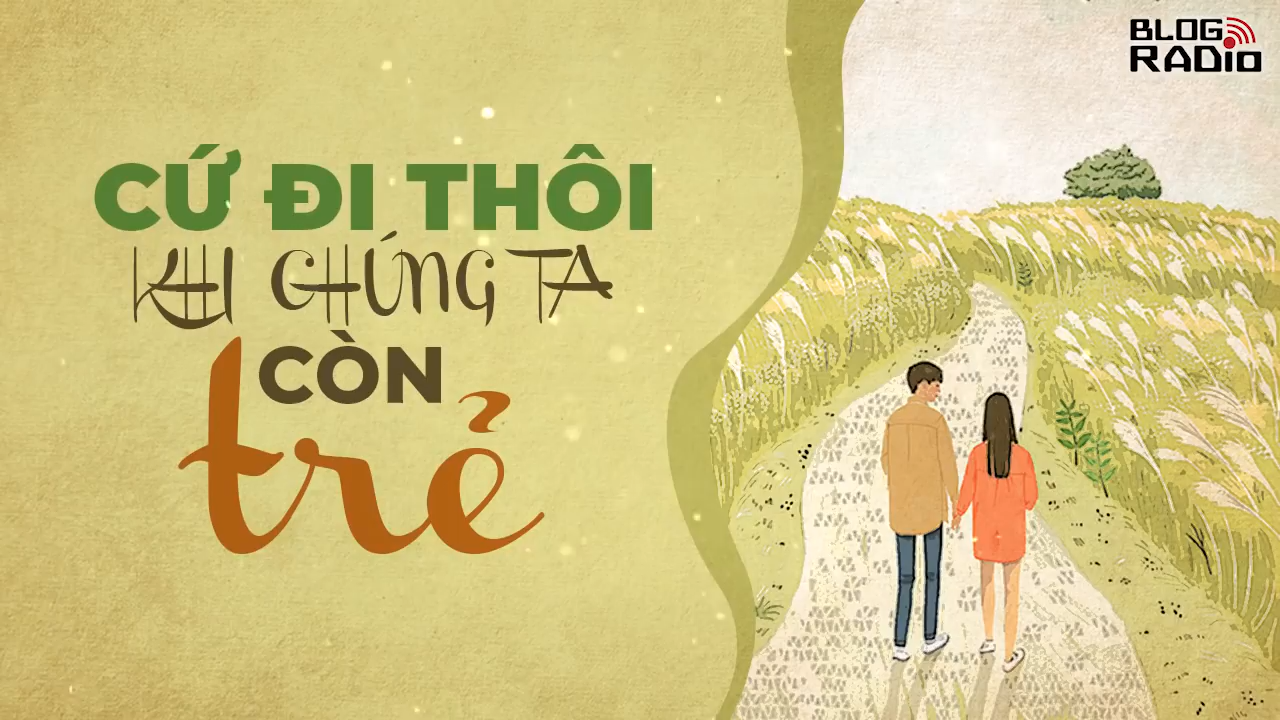 CỨ ĐI THÔI
KHI CHÚNG TA
CÒN
trẻ
BLOG
RADIO